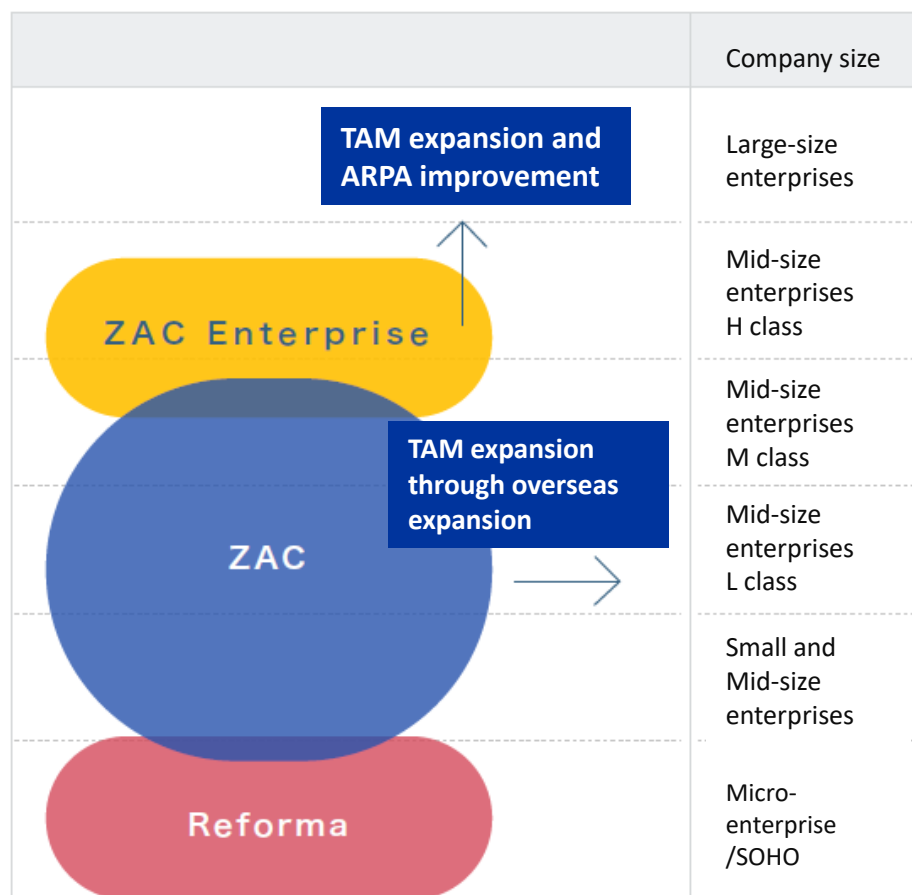 Company size
TAM expansion and
ARPA improvement
Large-size
enterprises
ZAC Enterprise
Mid-size
enterprises
H class
Mid-size
enterprises
M class
TAM expansion
through overseas
expansion
ZAC
Mid-size
enterprises
L class
Small and
Mid-size
enterprises
Reforma
Micro-
enterprise
/SOHO